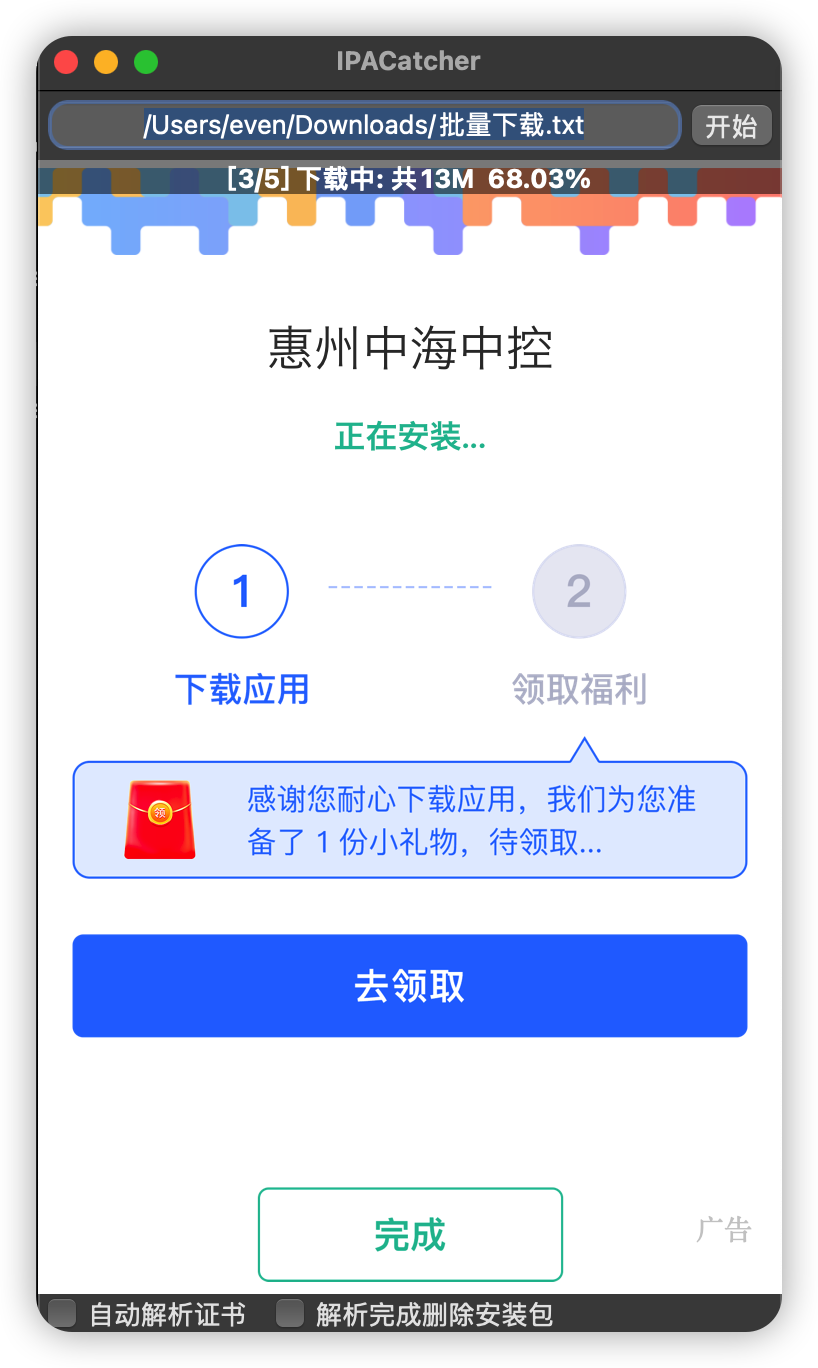 IPACatcher
/Users/even/Downloads/批量下载.txt
开始
[3/5]下载中: 共13M 68.03%
惠州中海中控
正在安装...
1
2
下载应用
领取福利
领
感谢您耐心下载应用，我们为您准
备了 1 份小礼物，待领取...
去领取
完成
广告
自动解析证书
解析完成删除安装包